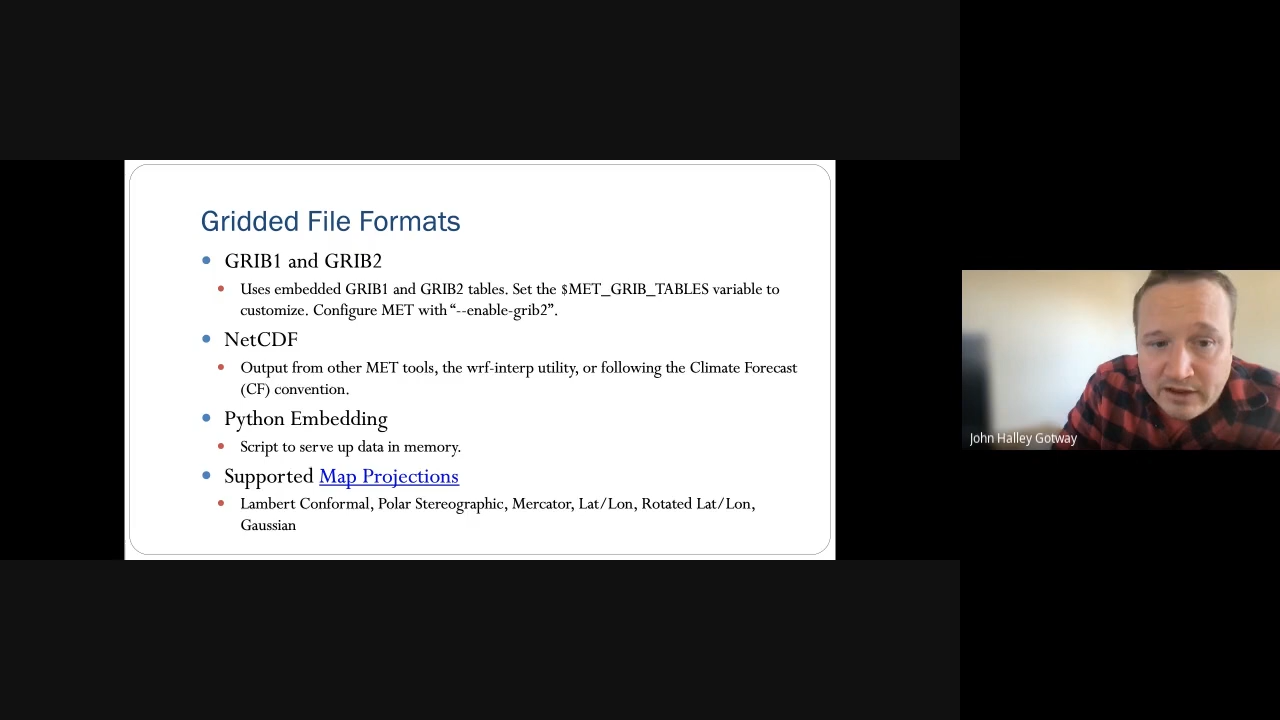 Gridded File Formats
GRIB1 and GRIB2
Uses embedded GRIB1 and GRIB2 tables. Set the $MET_GRIB_TABLES variable to
customize. Configure MET with “--enable-grib2”.
NetCDF
Output from other MET tools, the wrf-interp utility, or following the Climate Forecast
(CF) convention.
Python Embedding
Script to serve up data in memory.
Supported Map Projections
Lambert Conformal, Polar Stereographic, Mercator, Lat/Lon, Rotated Lat/Lon,
Gaussian
John Halley Gotway